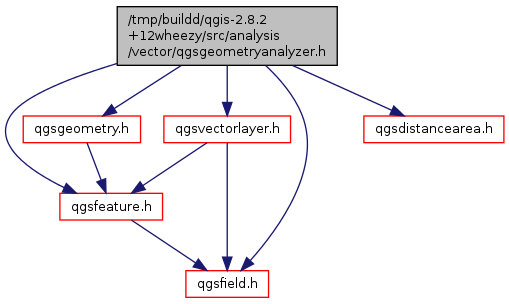 /tmp/buildd/qgis-2.8.2
+12wheezy/src/analysis
/vector/qgsgeometryanalyzer.h
qgsgeometry.h
qgsvectorlayer.h
qgsdistancearea.h
qgsfeature.h
qgsfield.h